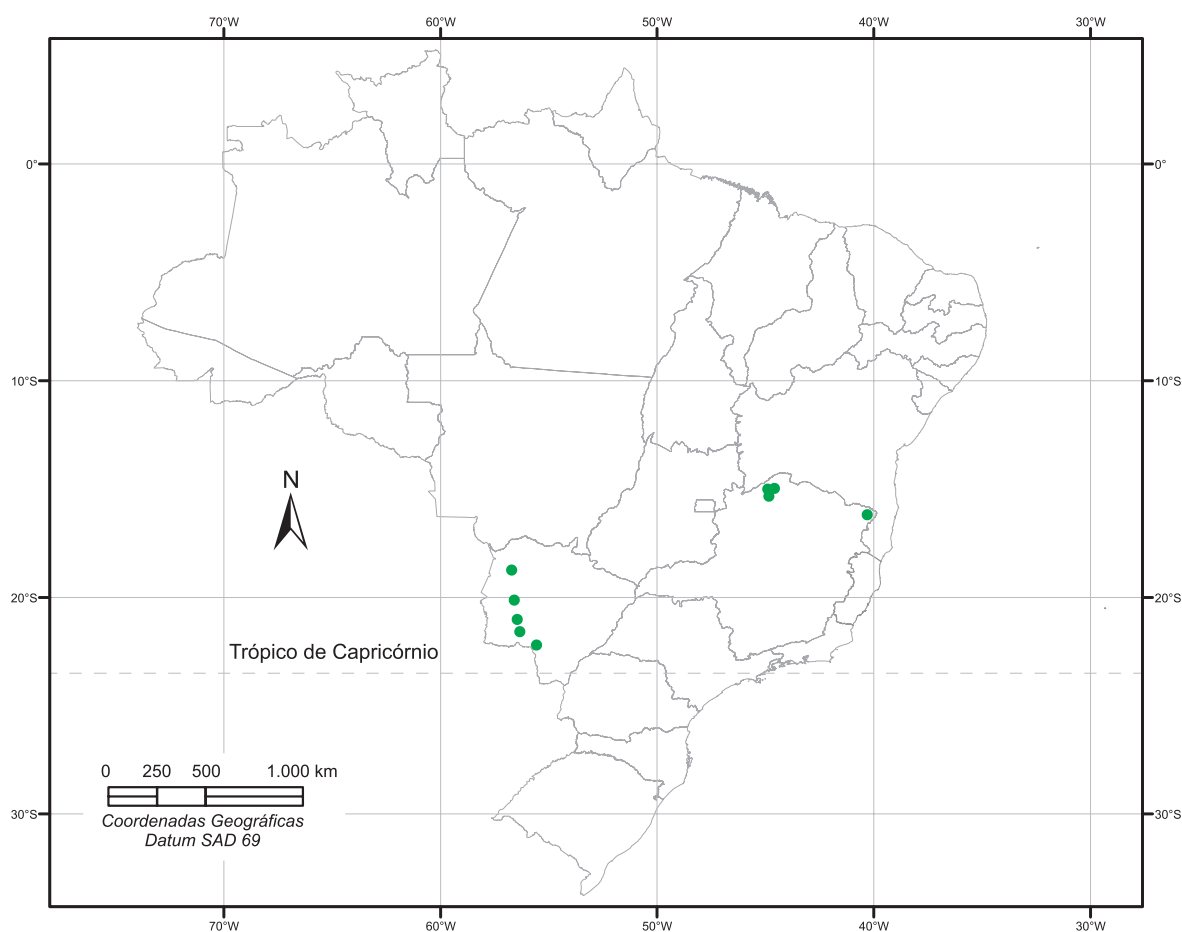 70°W 60°W 50°W 40°W 30°W
0° 0°
10°S 10°S
N
20°S 20°S
Trópico de Capricórnio
0 250 500 1.000 km
Coordenadas Geográficas
30°S 30°S
Datum SAD 69
70°W 60°W 50°W 40°W 30°W